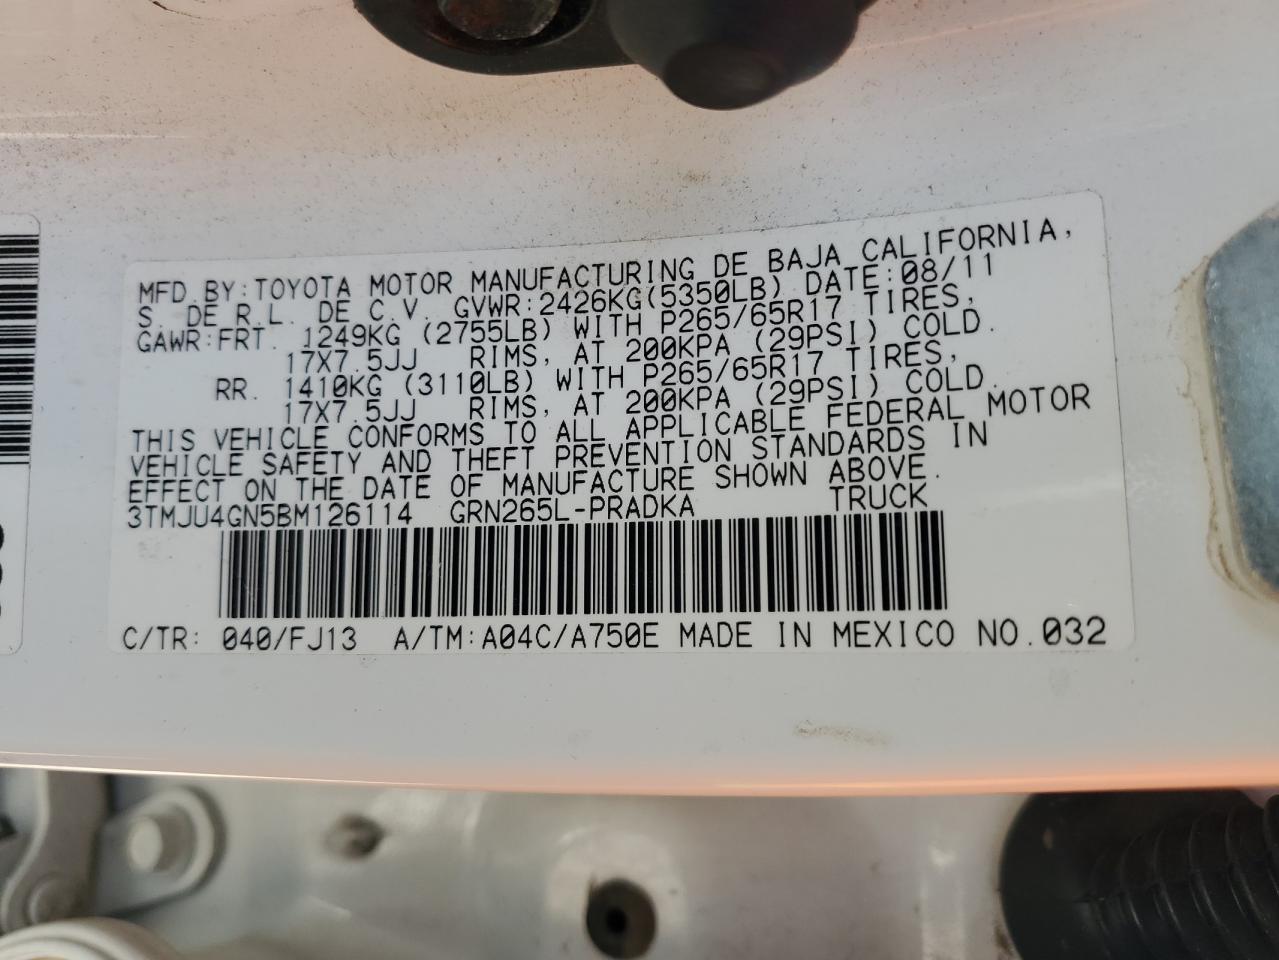 MFD.BY:TOYOTA MOTOR MANUFACTURING DE BAJA CALIFORNIA,
S. DE R.L. DE C.V. GVWR:2426KG(5350LB) DATE:08/11
GAWR:FRT. 1249KG (2755LB) WITH P265/65R17 TIRES,
17X7.5JJ RIMS, AT 200KPA (29PSI) COLD.
RR. 1410KG (3110LB) WITH P265/65R17 TIRES,
17X7.5JJ RIMS, AT 200KPA (29PSI) COLD.
THIS VEHICLE CONFORMS TO ALL APPLICABLE FEDERAL MOTOR
VEHICLE SAFETY AND THEFT PREVENTION STANDARDS IN
EFFECT ON THE DATE OF MANUFACTURE SHOWN ABOVE.
3TMJU4GN5BM126114 GRN265L-PRADKA TRUCK
C/TR: 040/FJ13 A/TM:A04C/A750E MADE IN MEXICO NO.032